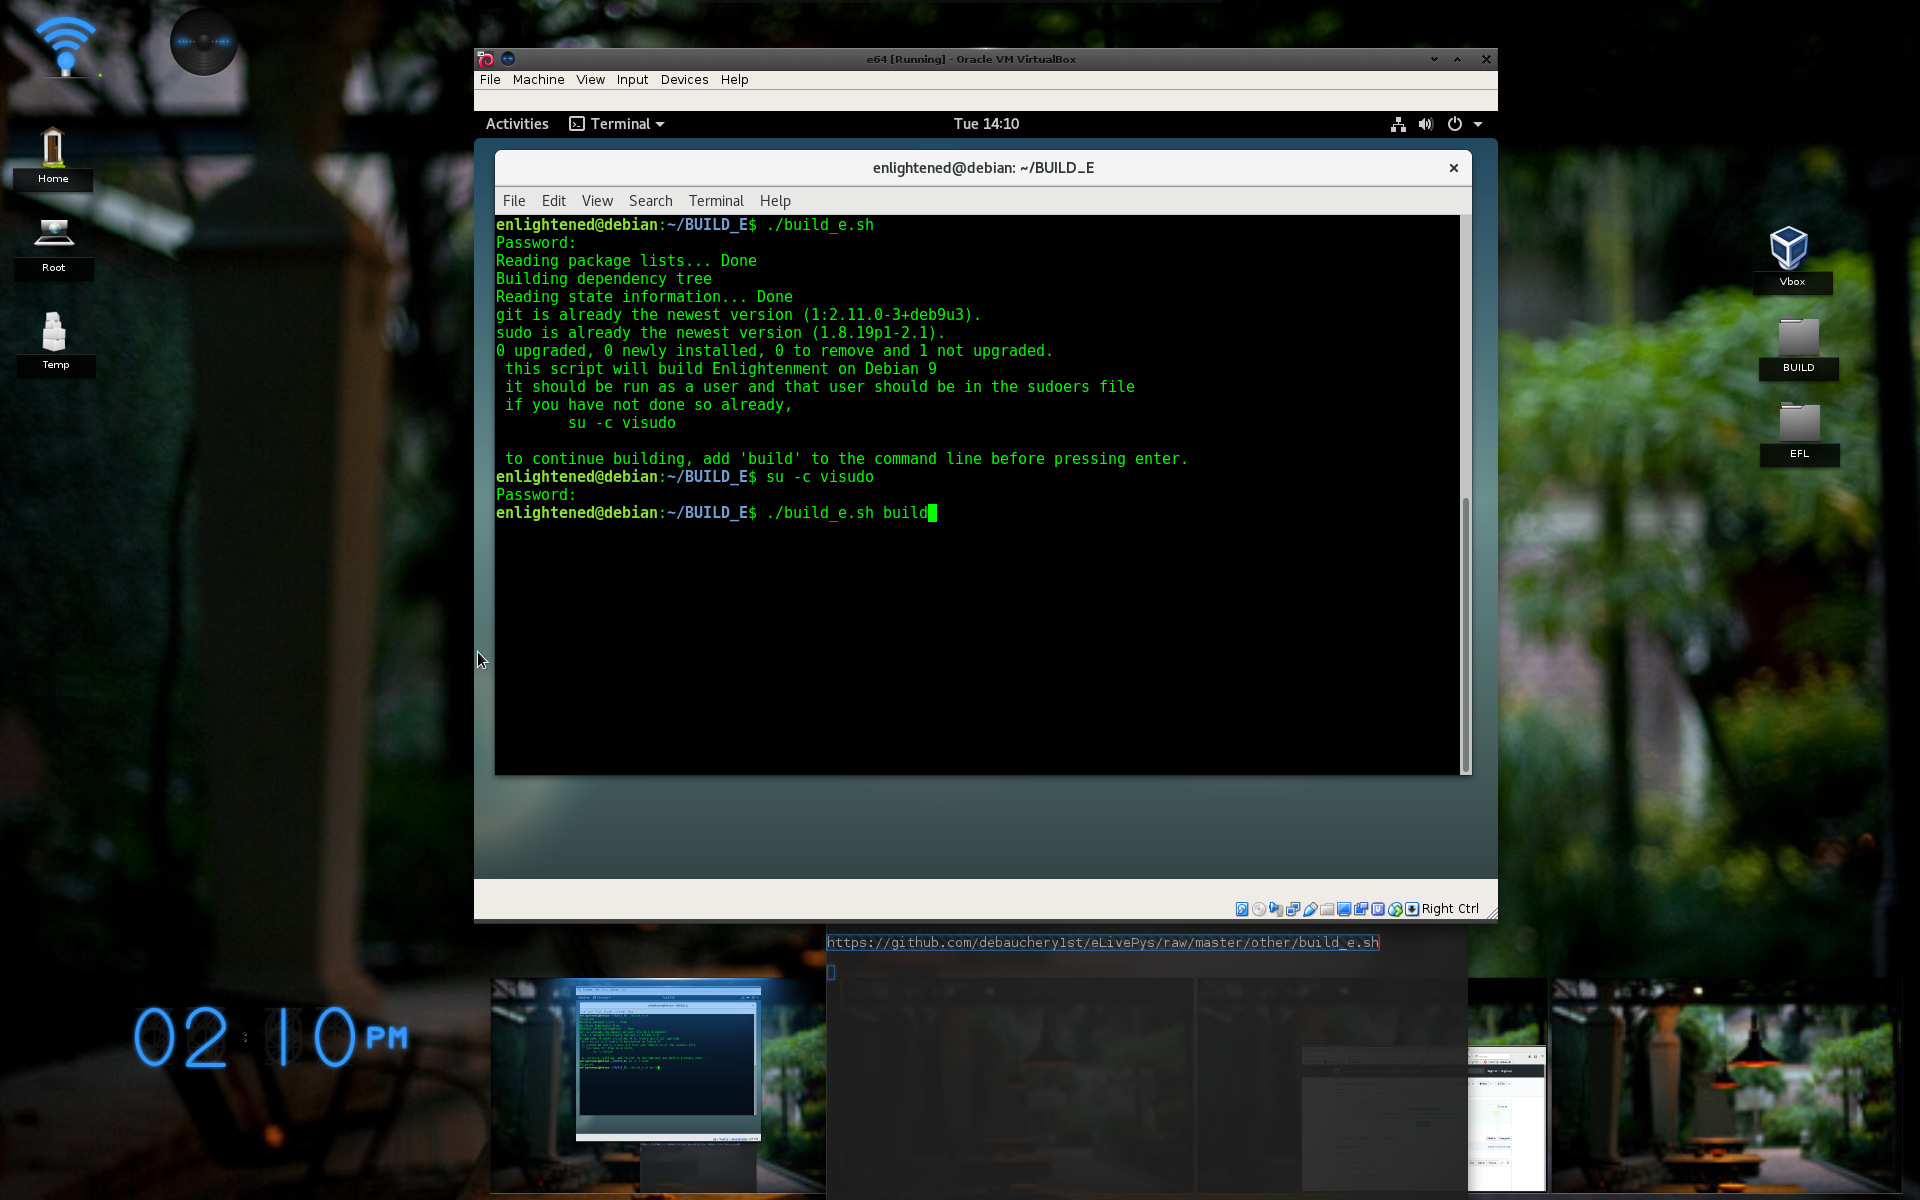 e64 [Running] - Oracle VM VirtualBox
File Machine View Input Devices Help
Activities Terminal Tue 14:10
enlightened@debian: ~/BUILD_E
File Edit View Search Terminal Help
enlightened@debian:~/BUILD_E$ ./build_e.sh
Password:
Reading package lists... Done
Building dependency tree
Reading state information... Done
git is already the newest version (1:2.11.0-3+deb9u3).
sudo is already the newest version (1.8.19p1-2.1).
0 upgraded, 0 newly installed, 0 to remove and 1 not upgraded.
this script will build Enlightenment on Debian 9
it should be run as a user and that user should be in the sudoers file
if you have not done so already,
su -c visudo
to continue building, add 'build' to the command line before pressing enter.
enlightened@debian:~/BUILD_E$ su -c visudo
Password:
enlightened@debian:~/BUILD_E$ ./build_e.sh build
Right Ctrl
https://github.com/debauchery1st/eLivePys/raw/master/other/build_e.sh
Home
Root
Temp
Vbox
BUILD
EFL
02:10 PM